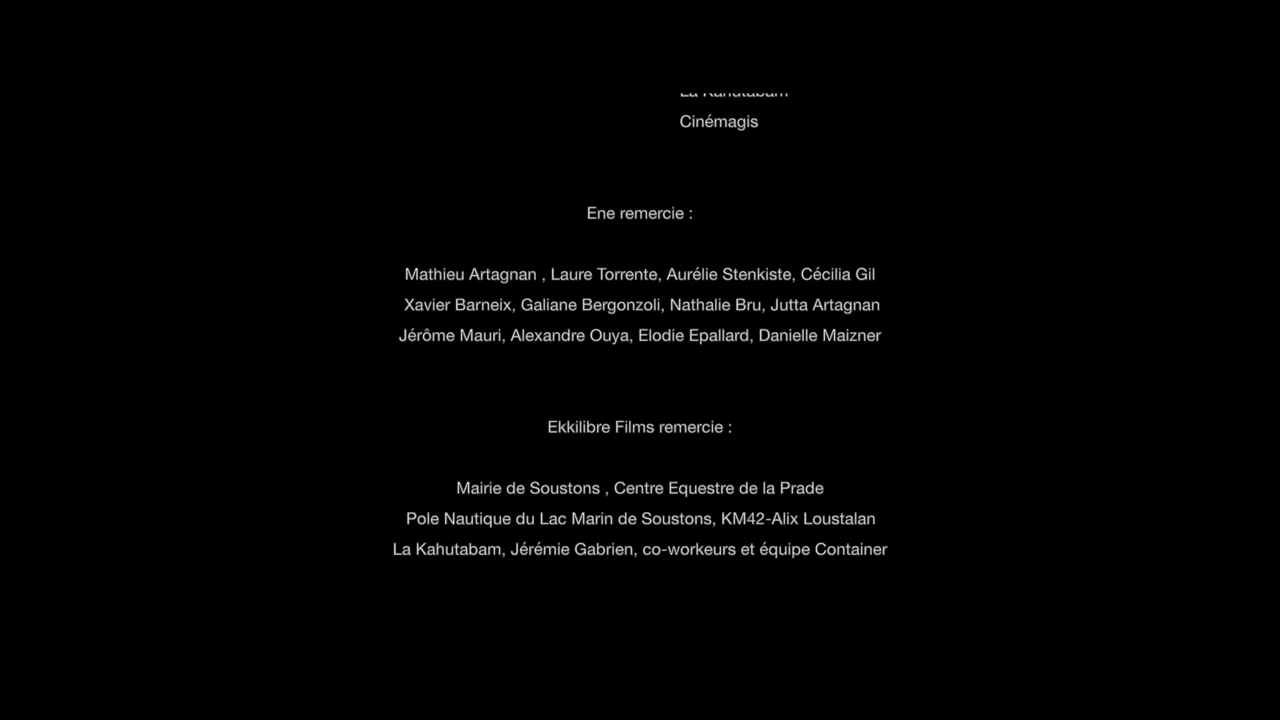 La Kahutabam
Cinémagis
Ene remercie :
Mathieu Artagnan , Laure Torrente, Aurélie Stenkiste, Cécilia Gil
Xavier Barneix, Galiane Bergonzoli, Nathalie Bru, Jutta Artagnan
Jérôme Mauri, Alexandre Ouya, Elodie Epallard, Danielle Maizner
Ekkilibre Films remercie :
Mairie de Soustons , Centre Equestre de la Prade
Pole Nautique du Lac Marin de Soustons, KM42-Alix Loustalan
La Kahutabam, Jérémie Gabrien, co-workeurs et équipe Container